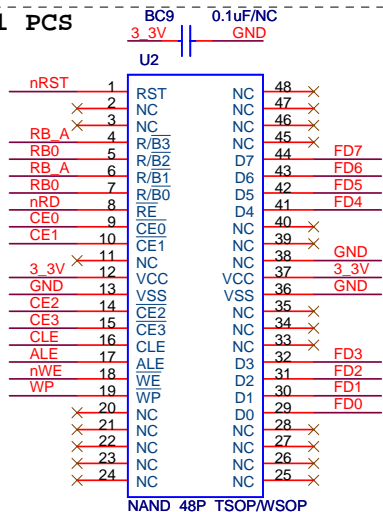 PCS
BC9 0.1uF/NC
3_3V GND
U2
nRST 1 RST NC 48
2 NC NC 47
3 NC NC 46
RB_A 4 R/B3 NC 45
RB0 5 R/B2 D7 44 FD7
RB_A 6 R/B1 D6 43 FD6
RB0 7 R/B0 D5 42 FD5
nRD 8 RE D4 41 FD4
CE0 9 CE0 NC 40
CE1 10 CE1 NC 39
11 NC NC 38 GND
3_3V 12 VCC VCC 37 3_3V
GND 13 VSS VSS 36 GND
CE2 14 CE2 NC 35
CE3 15 CE3 NC 34
CLE 16 CLE NC 33
ALE 17 ALE D3 32 FD3
nWE 18 WE D2 31 FD2
WP 19 WP D1 30 FD1
20 NC D0 29 FD0
21 NC NC 28
22 NC NC 27
23 NC NC 26
24 NC NC 25
NAND 48P TSOP/WSOP